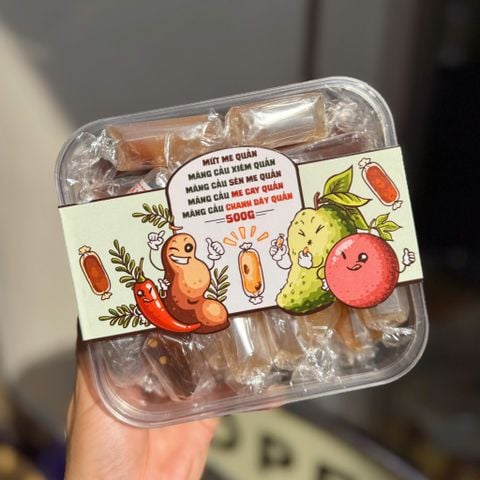 MỨT ME QUẤN
MÃNG CẦU XIÊM QUẤN
MÃNG CẦU SÊN ME QUẤN
MÃNG CẦU ME CAY QUẤN
MÃNG CẦU CHANH DÂY QUẤN
500G